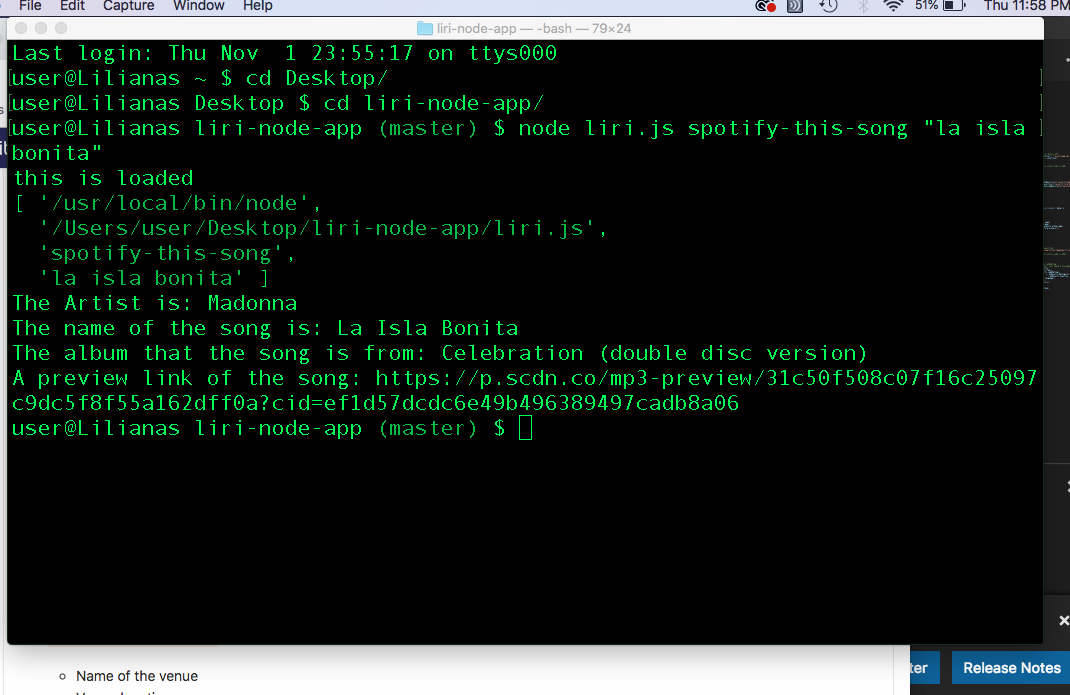 File Edit Capture Window Help 51% Thu 11:58 PM
liri-node-app — -bash — 79×24
Last login: Thu Nov  1 23:55:17 on ttys000
[user@Lilianas ~ $ cd Desktop/ ]
[user@Lilianas Desktop $ cd liri-node-app/ ]
[user@Lilianas liri-node-app (master) $ node liri.js spotify-this-song "la isla ]
bonita"
this is loaded
[ '/usr/local/bin/node',
  '/Users/user/Desktop/liri-node-app/liri.js',
  'spotify-this-song',
  'la isla bonita' ]
The Artist is: Madonna
The name of the song is: La Isla Bonita
The album that the song is from: Celebration (double disc version)
A preview link of the song: https://p.scdn.co/mp3-preview/31c50f508c07f16c25097
c9dc5f8f55a162dff0a?cid=ef1d57dcdc6e49b496389497cadb8a06
user@Lilianas liri-node-app (master) $
ter Release Notes
Name of the venue